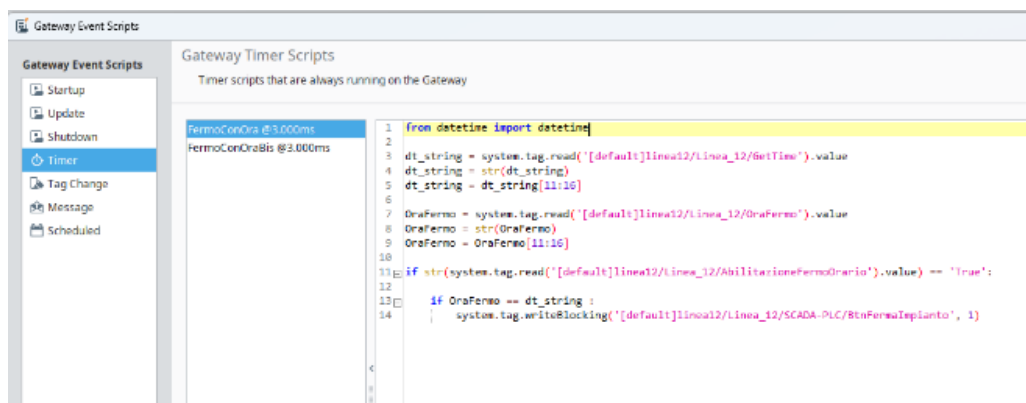 Gateway Event Scripts
Gateway Event Scripts
Startup
Update
Shutdown
Timer
Tag Change
Message
Scheduled
Gateway Timer Scripts
Timer scripts that are always running on the Gateway
FermoConOra @3.000ms
FermoConOraBis @3.000ms
1 from datetime import datetime
2
3 dt_string = system.tag.read('[default]linea12/Linea_12/GetTime').value
4 dt_string = str(dt_string)
5 dt_string = dt_string[11:16]
6
7 OraFermo = system.tag.read('[default]linea12/Linea_12/OraFermo').value
8 OraFermo = str(OraFermo)
9 OraFermo = OraFermo[11:16]
10
11 if str(system.tag.read('[default]linea12/Linea_12/AbilitazioneFermoOrario').value) == 'True':
12
13 if OraFermo == dt_string :
14 system.tag.writeBlocking('[default]linea12/Linea_12/SCADA-PLC/BtnFermaImpianto', 1)